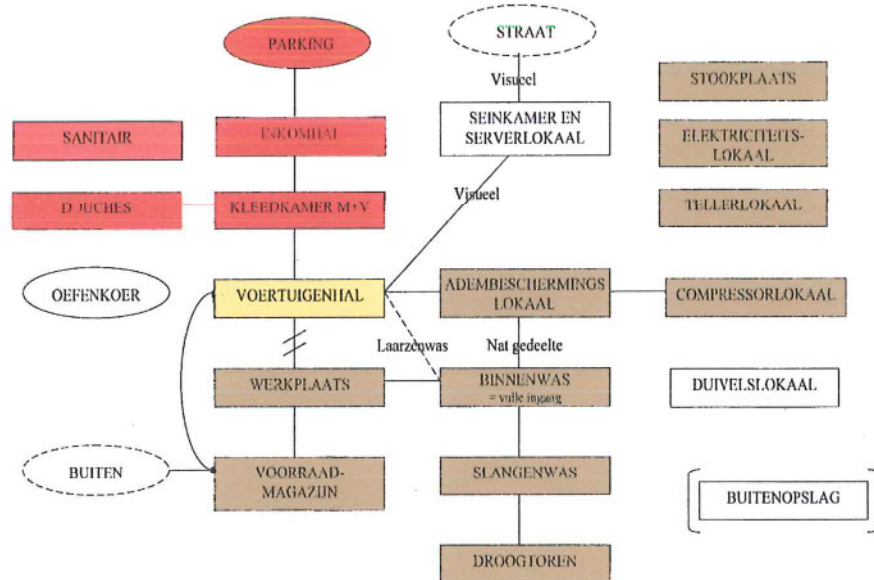 PARKING
STRAAT
Visueel
STOOKPLAATS
SEINKAMER EN
SERVERLOKAAL
SANITAIR
INKOMHAL
ELEKTRICITEITS-
LOKAAL
Visueel
DOUCHES
KLEEDKAMER M+V
TELLERLOKAAL
OEFENKOER
VOERTUIGENHAL
ADEMBESCHERMINGS
LOKAAL
COMPRESSORLOKAAL
Laarzenwas
Nat gedeelte
WERKPLAATS
BINNENWAS
= vuile ingang
DUIVELSLOKAAL
BUITEN
VOORRAAD-
MAGAZIJN
SLANGENWAS
BUITENOPSLAG
DROOGTOREN